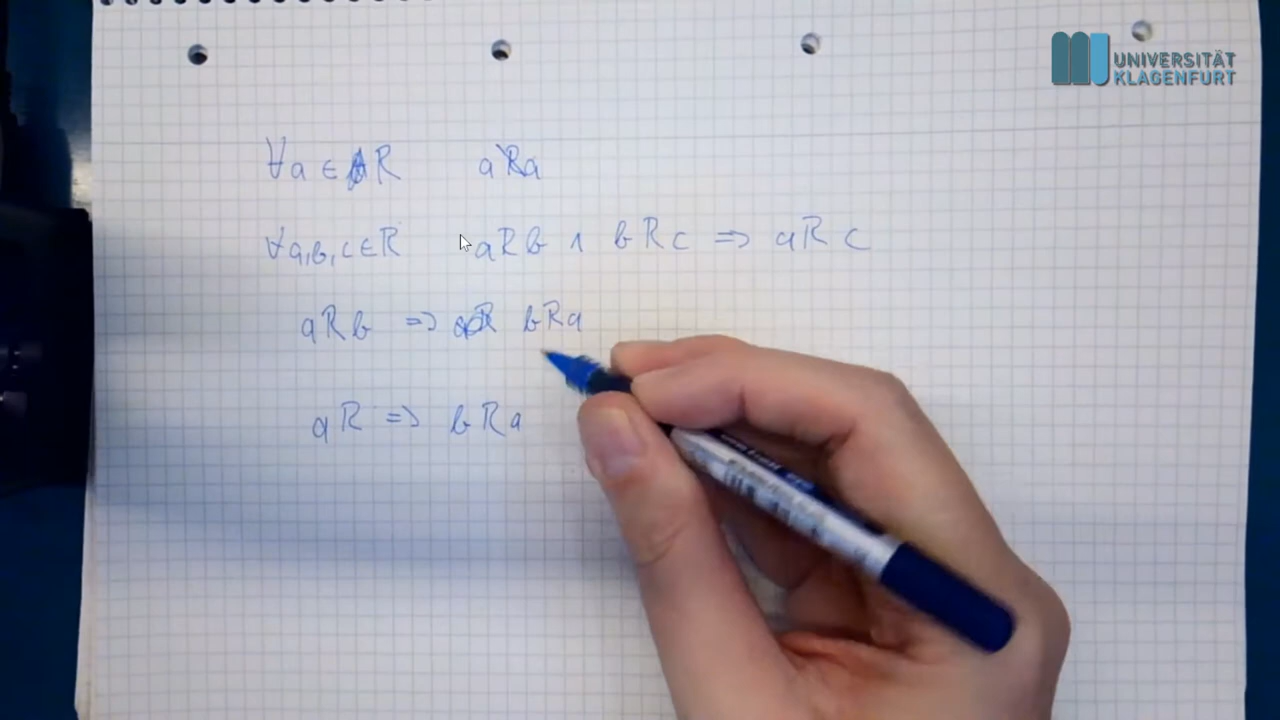 UNIVERSITÄT
KLAGENFURT
∀a ∈ R aRa
∀a,b,c ∈ R aRb ∧ bRc ⇒ aRc
aRb ⇒ bRa
aR ⇒ bRa